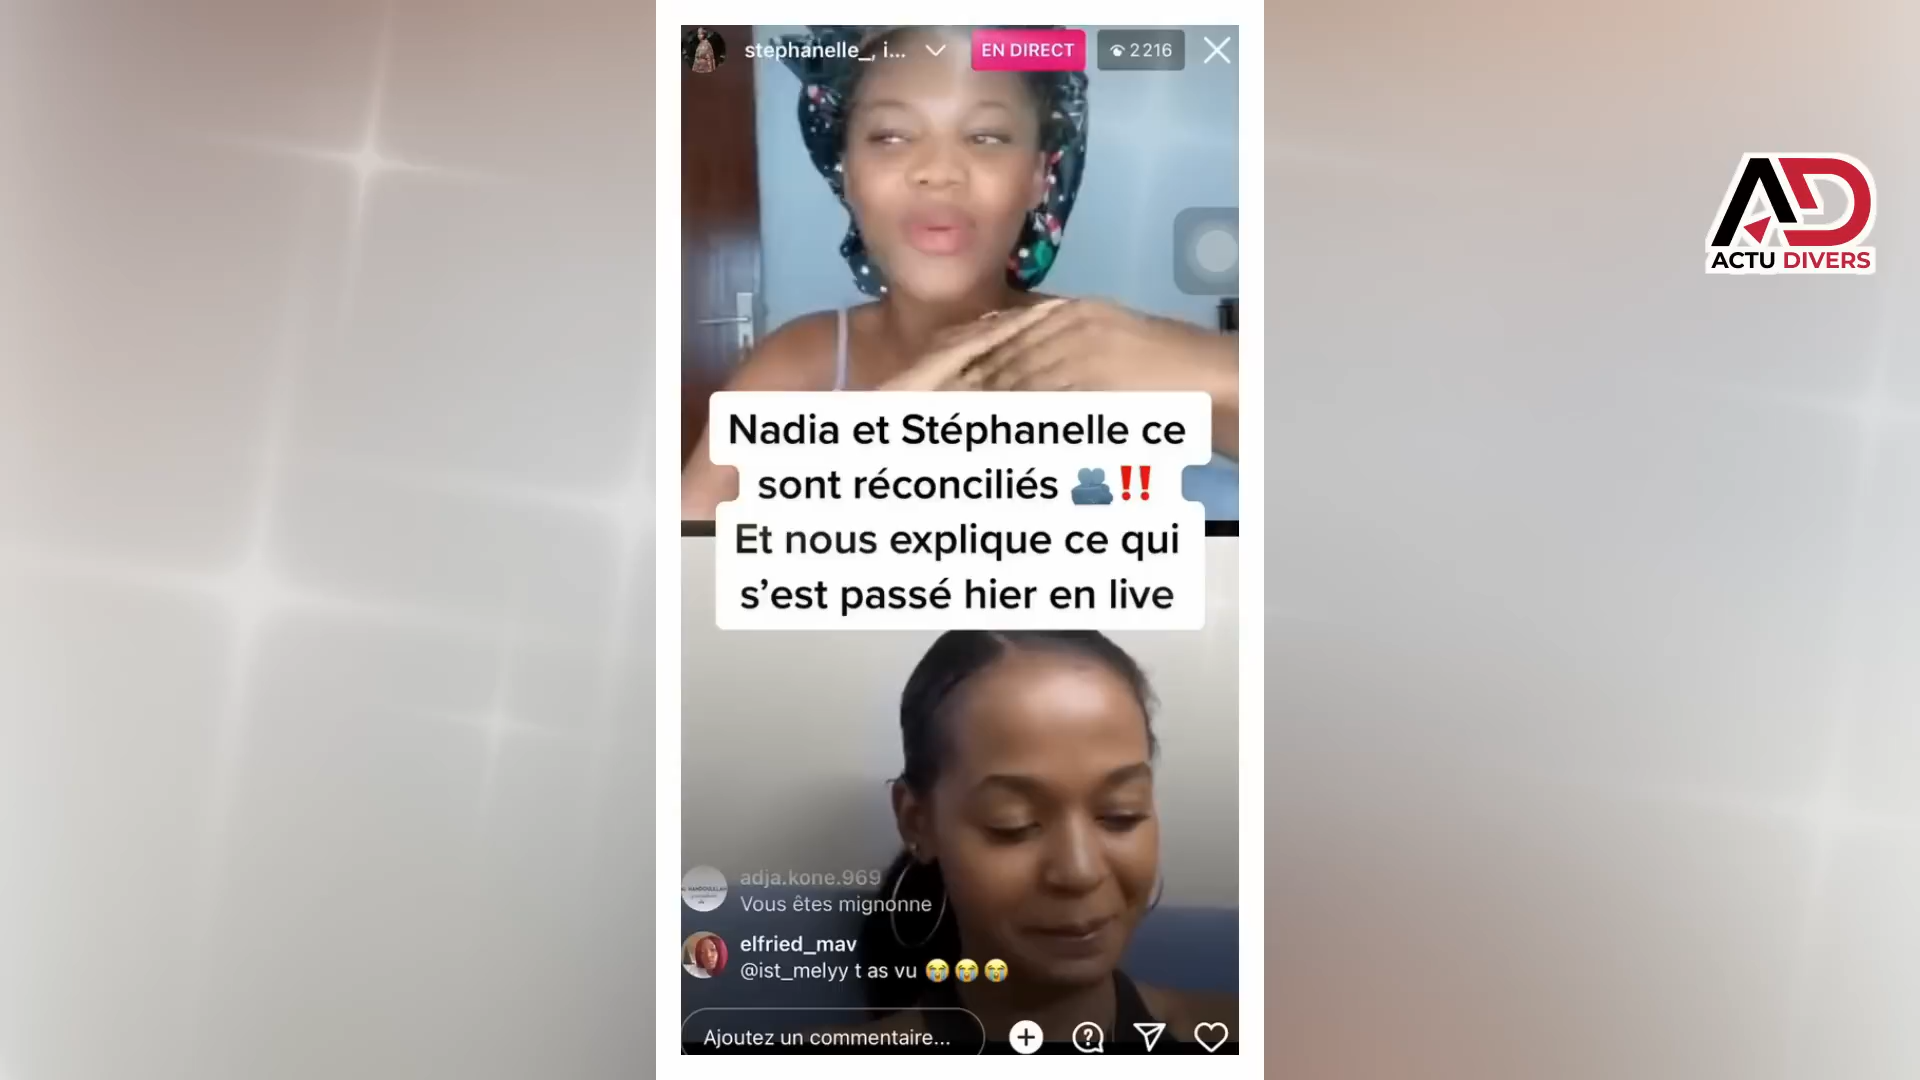 stephanelle_, i...
EN DIRECT
2 216
ACTU DIVERS
Nadia et Stéphanelle ce
sont réconciliés 🫂‼️
Et nous explique ce qui
s’est passé hier en live
adja.kone.969
Vous êtes mignonne
elfried_mav
@ist_melyy t as vu 😭😭😭
Ajoutez un commentaire...